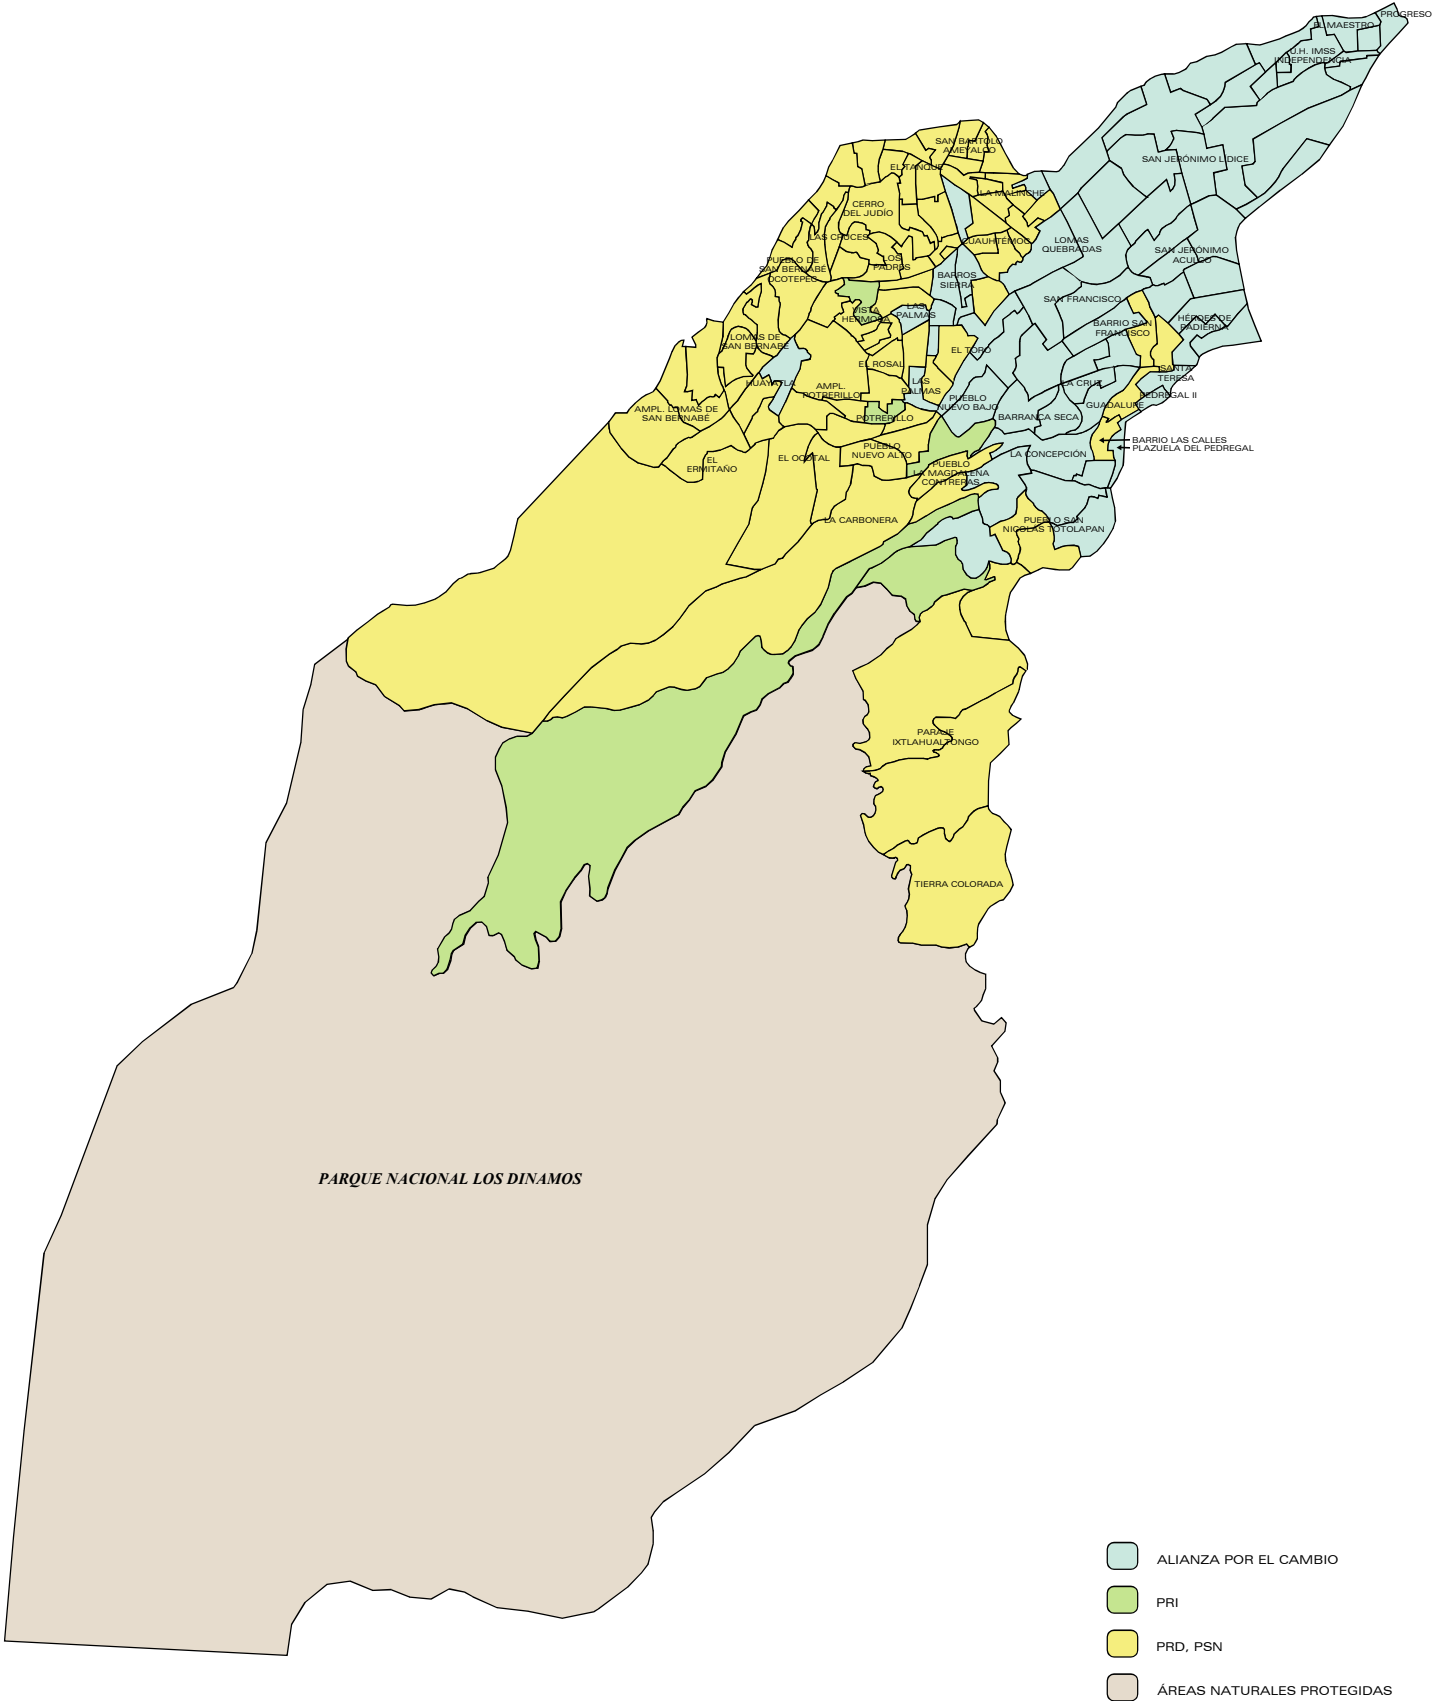 PROGRESO
EL MAESTRO
U.H. IMSS
INDEPENDENCIA
SAN BARTOLO
AMEYALCO
EL TANQUE
SAN JERÓNIMO LÍDICE
LA MALINCHE
CERRO
DEL JUDÍO
LAS CRUCES
CUAUHTÉMOC
LOMAS
QUEBRADAS
SAN JERÓNIMO
ACULCO
PUEBLO DE
SAN BERNABÉ
OCOTEPEC
LOS
PADRES
BARROS
SIERRA
SAN FRANCISCO
VISTA
HERMOSA
LAS
PALMAS
BARRIO SAN
FRANCISCO
HÉROES DE
PADIERNA
LOMAS DE
SAN BERNABÉ
EL TORO
EL ROSAL
SANTA
TERESA
HUAYATLA
AMPL.
POTRERILLO
LAS
PALMAS
LA CRUZ
PEDREGAL II
PUEBLO
NUEVO BAJO
GUADALUPE
AMPL. LOMAS DE
SAN BERNABÉ
POTRERILLO
BARRANCA SECA
BARRIO LAS CALLES
PLAZUELA DEL PEDREGAL
PUEBLO
NUEVO ALTO
LA CONCEPCIÓN
EL OCOTAL
EL
ERMITAÑO
PUEBLO
LA MAGDALENA
CONTRERAS
LA CARBONERA
PUEBLO SAN
NICOLÁS TOTOLAPAN
PARAJE
IXTLAHUALTONGO
TIERRA COLORADA
PARQUE NACIONAL LOS DINAMOS
ALIANZA POR EL CAMBIO
PRI
PRD, PSN
ÁREAS NATURALES PROTEGIDAS